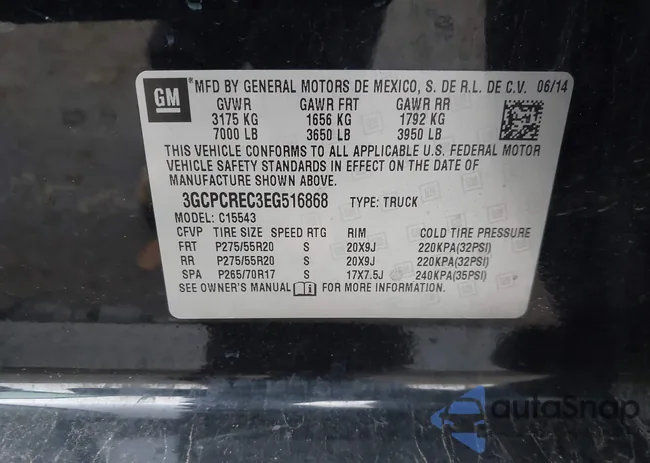 GM ® MFD BY GENERAL MOTORS DE MEXICO, S. DE R.L. DE C.V. 06/14
GVWR GAWR FRT GAWR RR
3175 KG 1656 KG 1792 KG
7000 LB 3650 LB 3950 LB
THIS VEHICLE CONFORMS TO ALL APPLICABLE U.S. FEDERAL MOTOR
VEHICLE SAFETY STANDARDS IN EFFECT ON THE DATE OF
MANUFACTURE SHOWN ABOVE.
3GCPCREC3EG516868 TYPE: TRUCK
MODEL: C15543
CFVP TIRE SIZE SPEED RTG RIM COLD TIRE PRESSURE
FRT P275/55R20 S 20X9J 220KPA(32PSI)
RR P275/55R20 S 20X9J 220KPA(32PSI)
SPA P265/70R17 S 17X7.5J 240KPA(35PSI)
SEE OWNER'S MANUAL i FOR MORE INFORMATION.
autoSnap